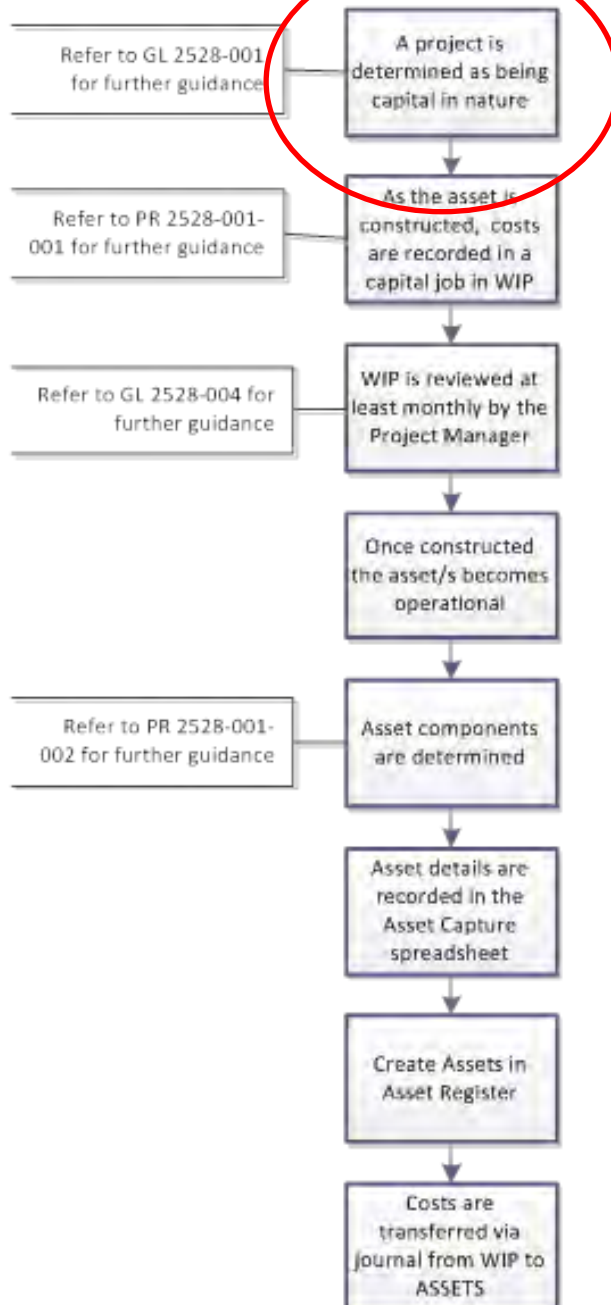 Refer to GL 2528-001
for further guidance
A project is
determined as being
capital in nature
Refer to PR 2528-001-
001 for further guidance
As the asset is
constructed, costs
are recorded in a
capital job in WIP
Refer to GL 2528-004 for
further guidance
WIP is reviewed at
least monthly by the
Project Manager
Once constructed
the asset/s becomes
operational
Refer to PR 2528-001-
002 for further guidance
Asset components
are determined
Asset details are
recorded in the
Asset Capture
spreadsheet
Create Assets in
Asset Register
Costs are
transferred via
journal from WIP to
ASSETS